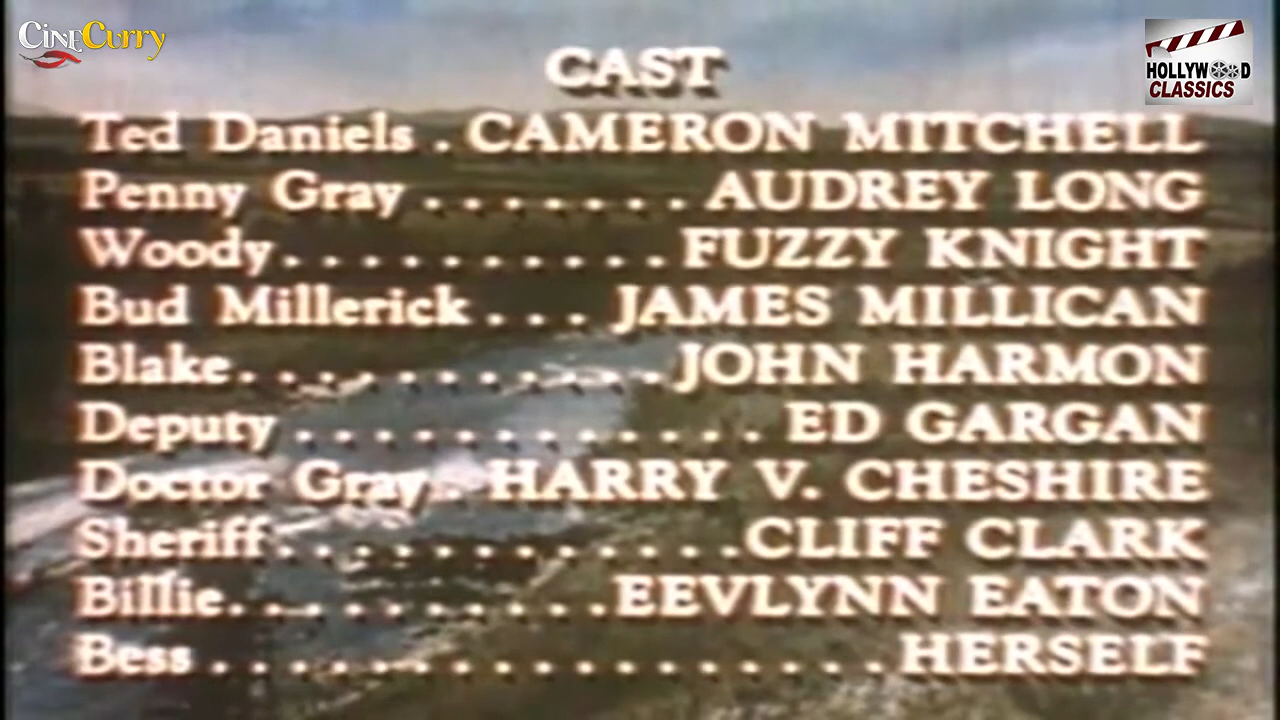 CINECURRY
HOLLYWOOD
CLASSICS
CAST
Ted Daniels . CAMERON MITCHELL
Penny Gray . . . . . . . AUDREY LONG
Woody . . . . . . . . . . . FUZZY KNIGHT
Bud Millerick . . . JAMES MILLICAN
Blake . . . . . . . . . . . . JOHN HARMON
Deputy . . . . . . . . . . . . . ED GARGAN
Doctor Gray . . HARRY V. CHESHIRE
Sheriff . . . . . . . . . . . . . CLIFF CLARK
Billie . . . . . . . . . . EEVLYNN EATON
Bess . . . . . . . . . . . . . . . . . . . HERSELF